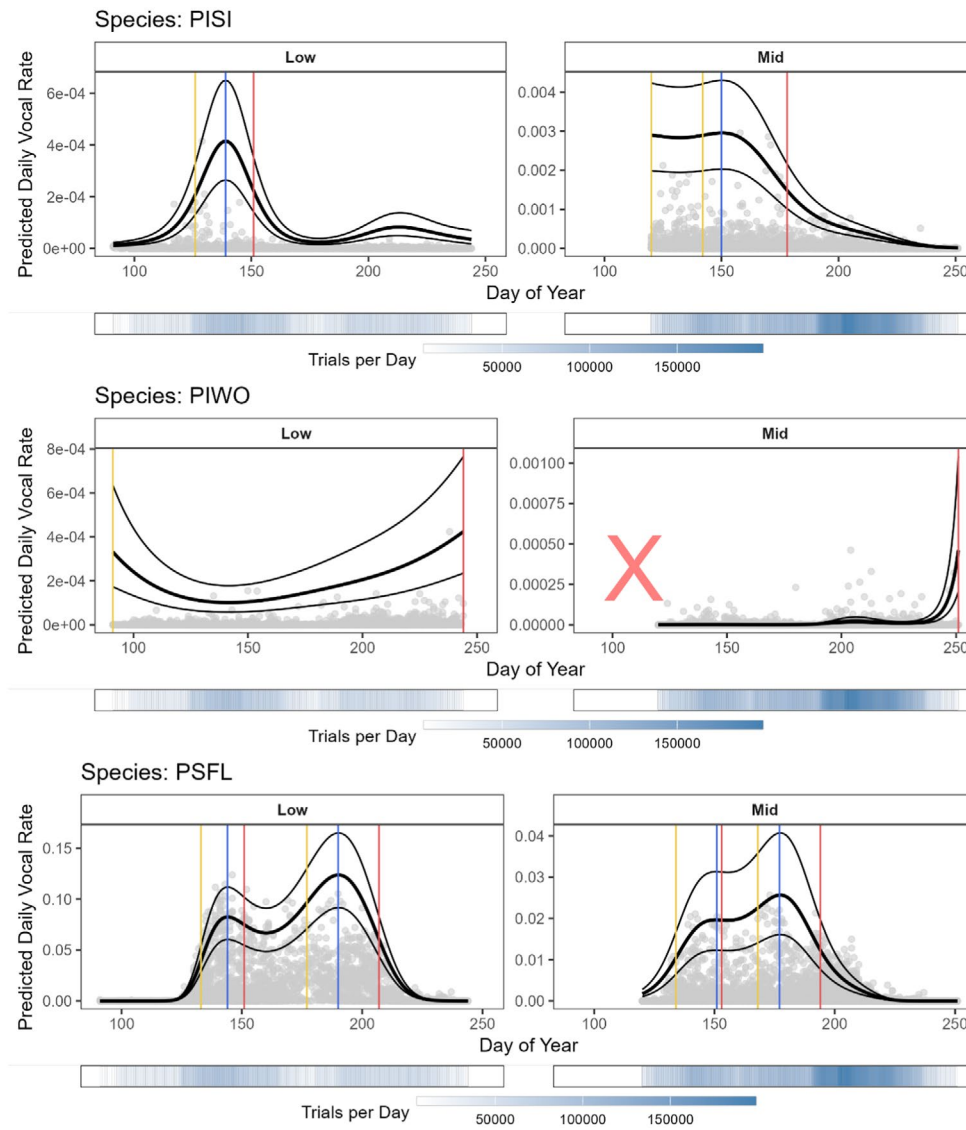 Species: PISI
Low Mid
Predicted Daily Vocal Rate
6e-04
4e-04
2e-04
0e+00
0.004
0.003
0.002
0.001
0.000
100 150 200 250 100 150 200 250
Day of Year
Trials per Day 50000 100000 150000
Species: PIWO
Low Mid
Predicted Daily Vocal Rate
8e-04
6e-04
4e-04
2e-04
0e+00
0.00100
0.00075
0.00050
0.00025
0.00000
X
100 150 200 250 100 150 200 250
Day of Year
Trials per Day 50000 100000 150000
Species: PSFL
Low Mid
Predicted Daily Vocal Rate
0.15
0.10
0.05
0.00
0.04
0.03
0.02
0.01
0.00
100 150 200 250 100 150 200 250
Day of Year
Trials per Day 50000 100000 150000